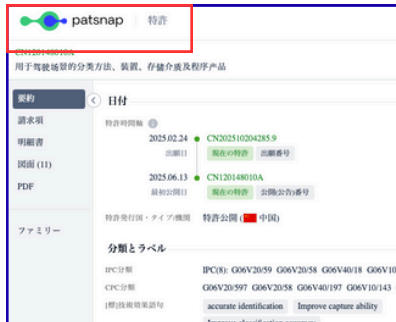 patsnap 特許
CN120148010A
用于驾驶场景的分类方法、装置、存储介质及程序产品
要約
請求項
明細書
図面 (11)
PDF
ファミリー
日付
特許時間軸
2025.02.24 CN202510204285.9
出願日 現在の特許 出願番号
2025.06.13 CN120148010A
最初公開日 現在の特許 公開(公告)番号
特許発行国・タイプ/機関 特許公開 (中国)
分類とラベル
IPC分類 IPC(8): G06V20/59 G06V20/58 G06V40/18 G06V10
CPC分類 G06V20/597 G06V20/58 G06V40/197 G06V10/143
[標]技術効果語句 accurate identification Improve capture ability
Improve classification accuracy